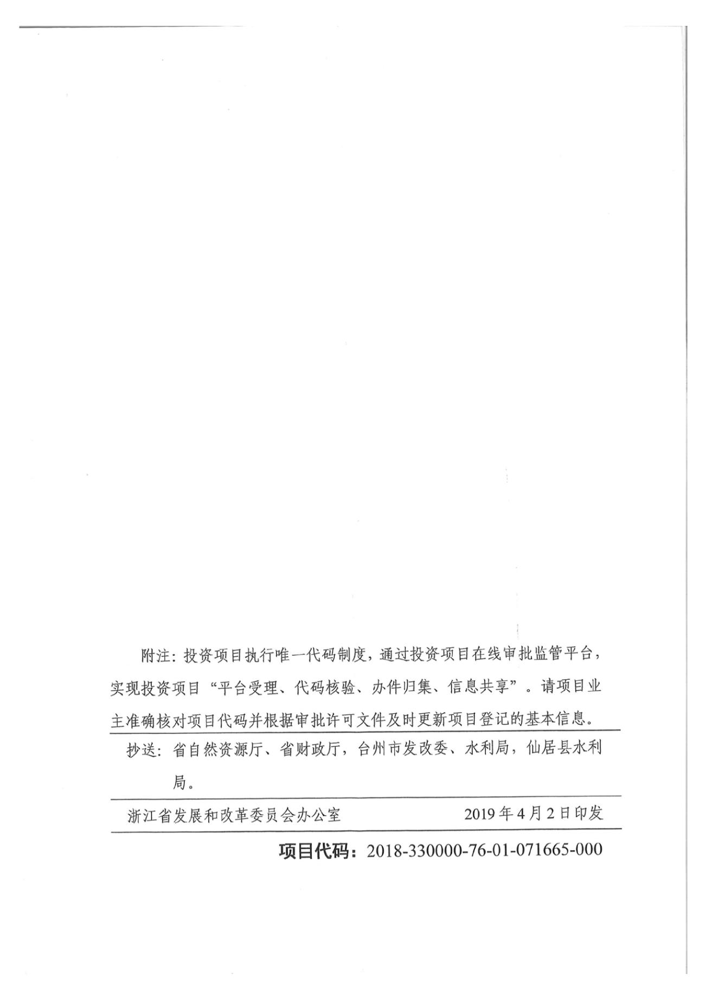 附注：投资项目执行唯一代码制度，通过投资项目在线审批监管平台，
实现投资项目“平台受理、代码核验、办件归集、信息共享”。请项目业
主准确核对项目代码并根据审批许可文件及时更新项目登记的基本信息。
抄送：省自然资源厅、省财政厅，台州市发改委、水利局，仙居县水利
局。
浙江省发展和改革委员会办公室 2019年4月2日印发
项目代码：2018-330000-76-01-071665-000